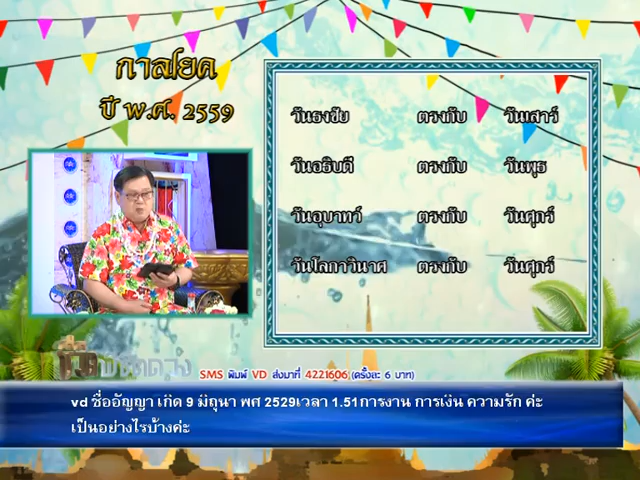 กาลโยค
ปี พ.ศ. 2559
วันธงชัย ตรงกับ วันเสาร์
วันอธิบดี ตรงกับ วันพุธ
วันอุบาทว์ ตรงกับ วันศุกร์
วันโลกาวินาศ ตรงกับ วันศุกร์
SMS พิมพ์ VD ส่งมาที่ 4221606 (ครั้งละ 6 บาท)
vd ชื่ออัญญา เกิด 9 มิถุนา พศ 2529เวลา 1.51การงาน การเงิน ความรัก ค่ะ
เป็นอย่างไรบ้างค่ะ